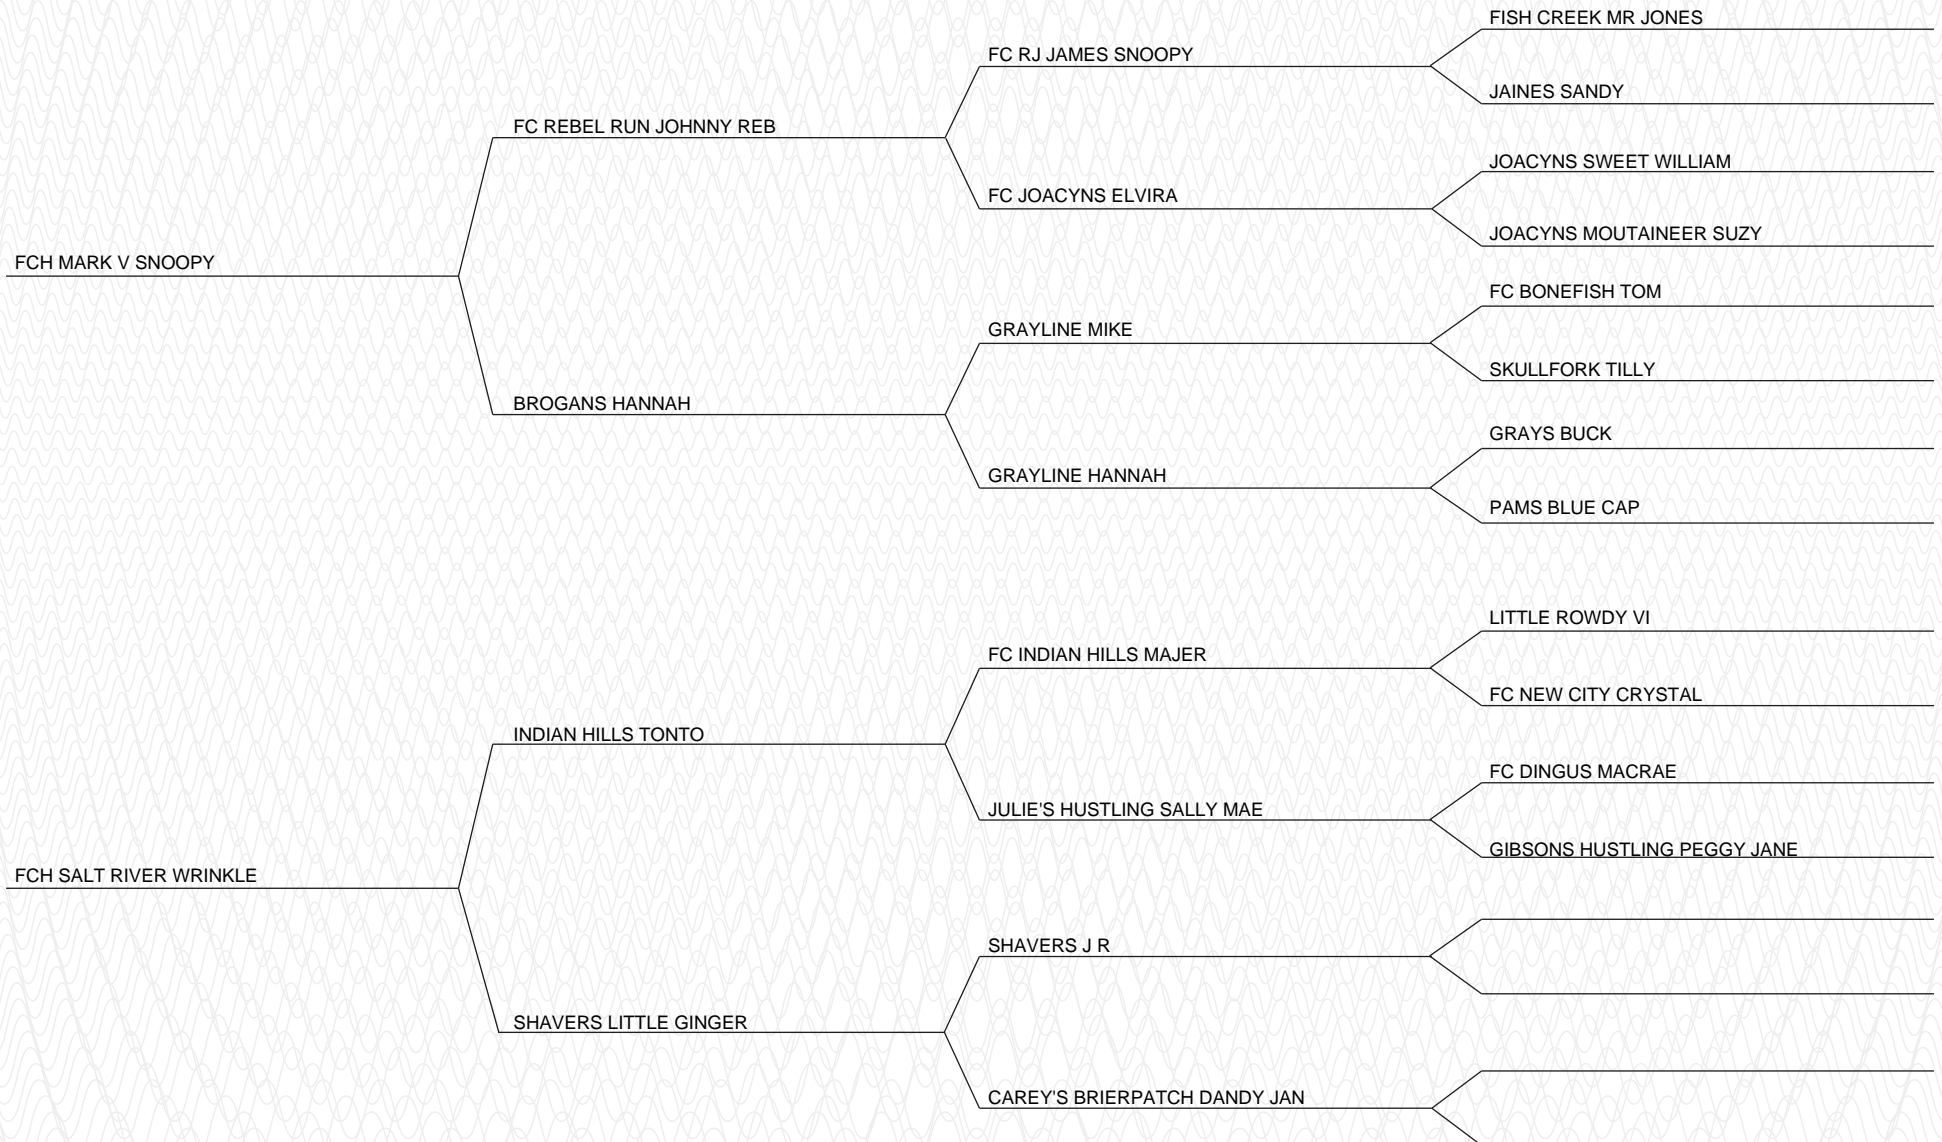 FISH CREEK MR JONES
FC RJ JAMES SNOOPY
JAINES SANDY
FC REBEL RUN JOHNNY REB
JOACYNS SWEET WILLIAM
FC JOACYNS ELVIRA
JOACYNS MOUTAINEER SUZY
FCH MARK V SNOOPY
FC BONEFISH TOM
GRAYLINE MIKE
SKULLFORK TILLY
BROGANS HANNAH
GRAYS BUCK
GRAYLINE HANNAH
PAMS BLUE CAP
LITTLE ROWDY VI
FC INDIAN HILLS MAJER
FC NEW CITY CRYSTAL
INDIAN HILLS TONTO
FC DINGUS MACRAE
JULIE'S HUSTLING SALLY MAE
GIBSONS HUSTLING PEGGY JANE
FCH SALT RIVER WRINKLE
SHAVERS J R
SHAVERS LITTLE GINGER
CAREY'S BRIERPATCH DANDY JAN